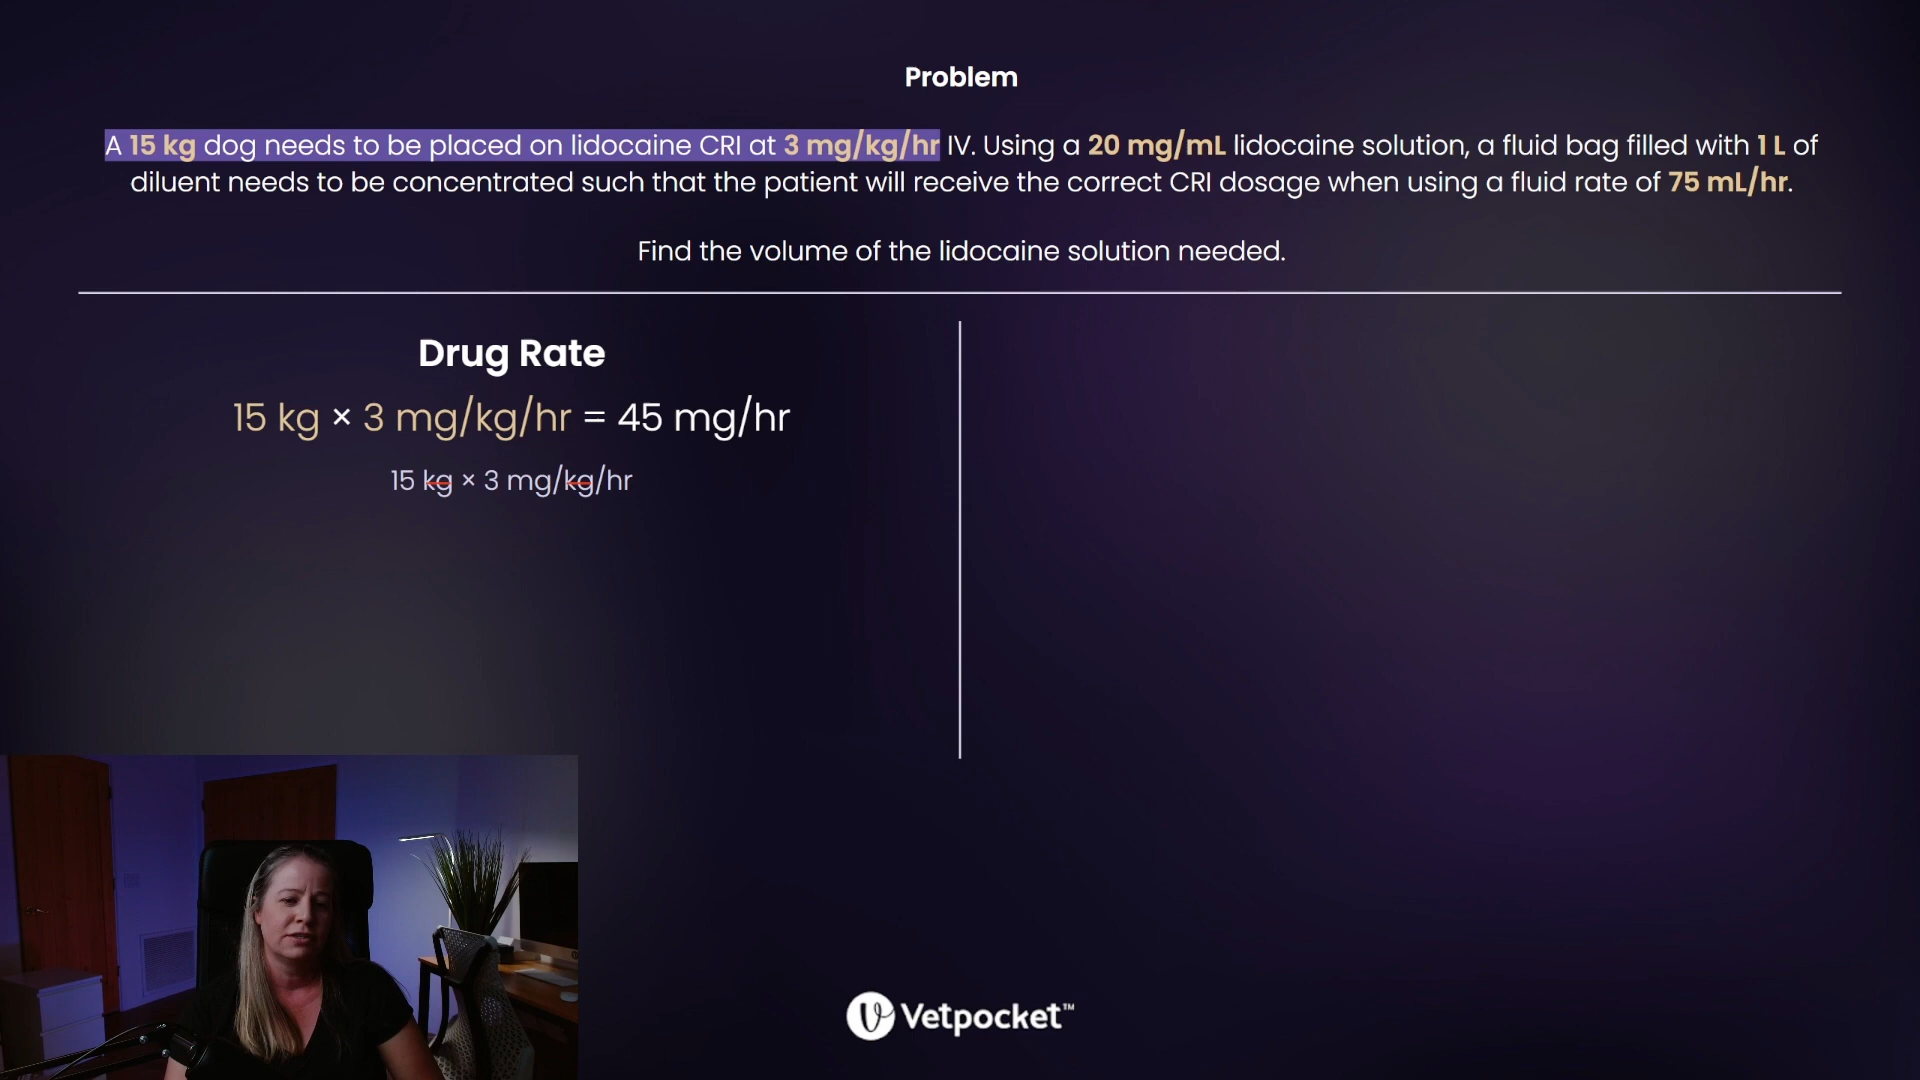 Problem
A 15 kg dog needs to be placed on lidocaine CRI at 3 mg/kg/hr IV. Using a 20 mg/mL lidocaine solution, a fluid bag filled with 1 L of
diluent needs to be concentrated such that the patient will receive the correct CRI dosage when using a fluid rate of 75 mL/hr.
Find the volume of the lidocaine solution needed.
Drug Rate
15 kg × 3 mg/kg/hr = 45 mg/hr
15 kg × 3 mg/kg/hr
Vetpocket™